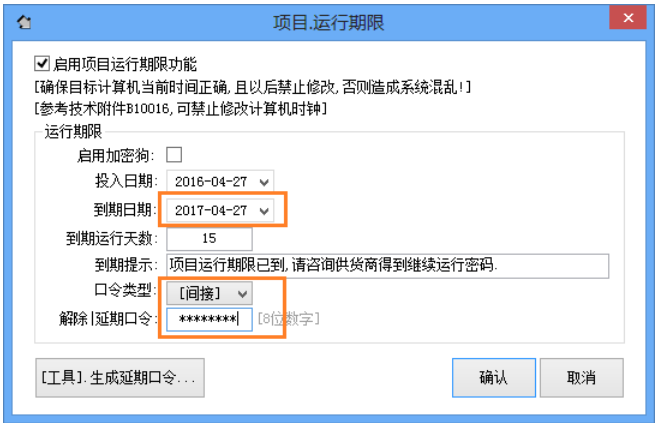 项目.运行期限
启用项目运行期限功能
[确保目标计算机当前时间正确,且以后禁止修改,否则造成系统混乱!]
[参考技术附件B10016,可禁止修改计算机时钟]
运行期限
启用加密狗:
投入日期: 2016-04-27
到期日期: 2017-04-27
到期运行天数: 15
到期提示: 项目运行期限已到,请咨询供货商得到继续运行密码.
口令类型: [间接]
解除|延期口令: ******** [8位数字]
[工具].生成延期口令... 确认 取消